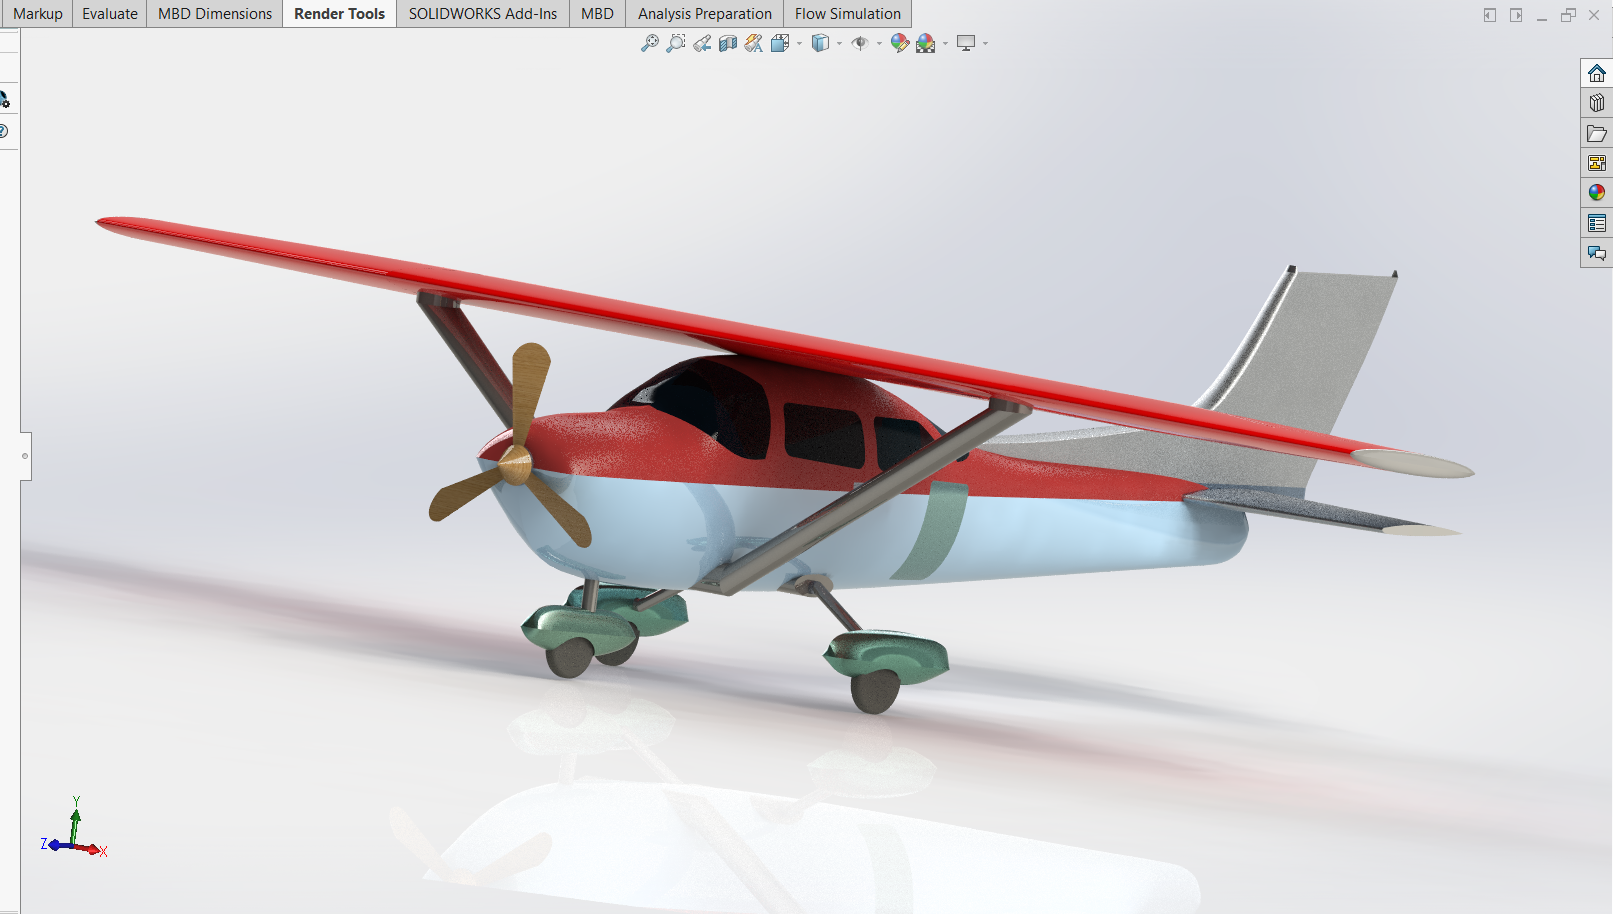 Markup Evaluate MBD Dimensions Render Tools SOLIDWORKS Add-Ins MBD Analysis Preparation Flow Simulation
Y
Z X